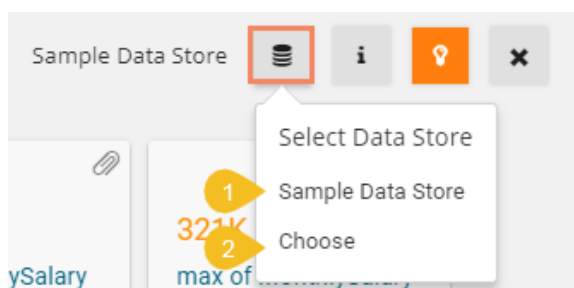 Sample Data Store
i
Select Data Store
1
Sample Data Store
321K
2
Choose
ySalary
max of